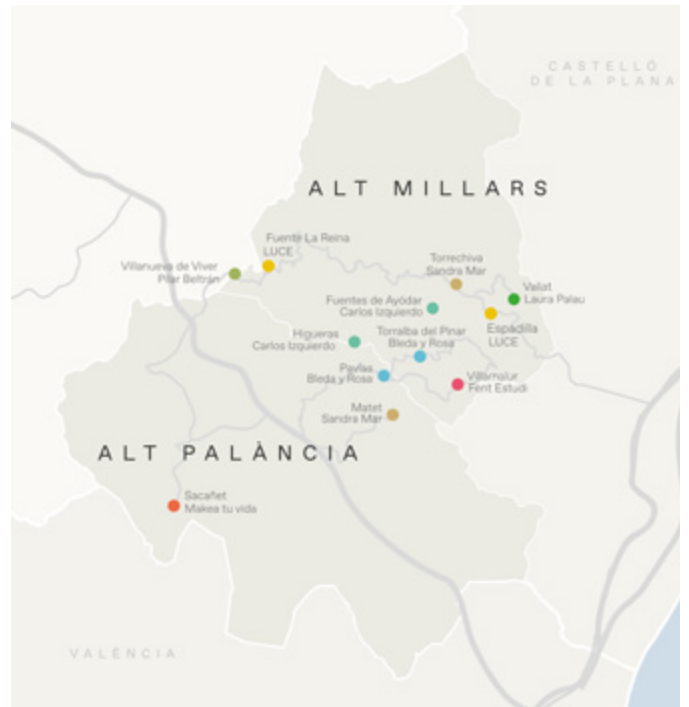 CASTELLÓ
DE LA PLANA
ALT MILLARS
Fuente La Reina
LUCE
Villanueva de Viver
Pilar Beltrán
Torrechiva
Sandra Mar
Vallat
Laura Palau
Fuentes de Ayódar
Carlos Izquierdo
Espadilla
LUCE
Higueras
Carlos Izquierdo
Torralba del Pinar
Bleda y Rosa
Pavías
Bleda y Rosa
Villamalur
Fent Estudi
Matet
Sandra Mar
ALT PALÀNCIA
Sacañet
Makea tu vida
VALÈNCIA